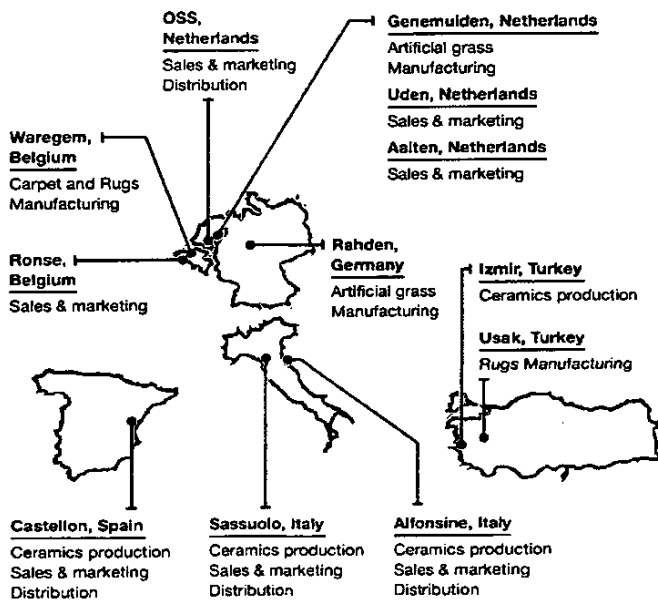 OSS,
Netherlands
Sales & marketing
Distribution
Genemuiden, Netherlands
Artificial grass
Manufacturing
Uden, Netherlands
Sales & marketing
Aalten, Netherlands
Sales & marketing
Waregem,
Belgium
Carpet and Rugs
Manufacturing
Ronse,
Belgium
Sales & marketing
Rahden,
Germany
Artificial grass
Manufacturing
Izmir, Turkey
Ceramics production
Usak, Turkey
Rugs Manufacturing
Castellon, Spain
Ceramics production
Sales & marketing
Distribution
Sassuolo, Italy
Ceramics production
Sales & marketing
Distribution
Alfonsine, Italy
Ceramics production
Sales & marketing
Distribution